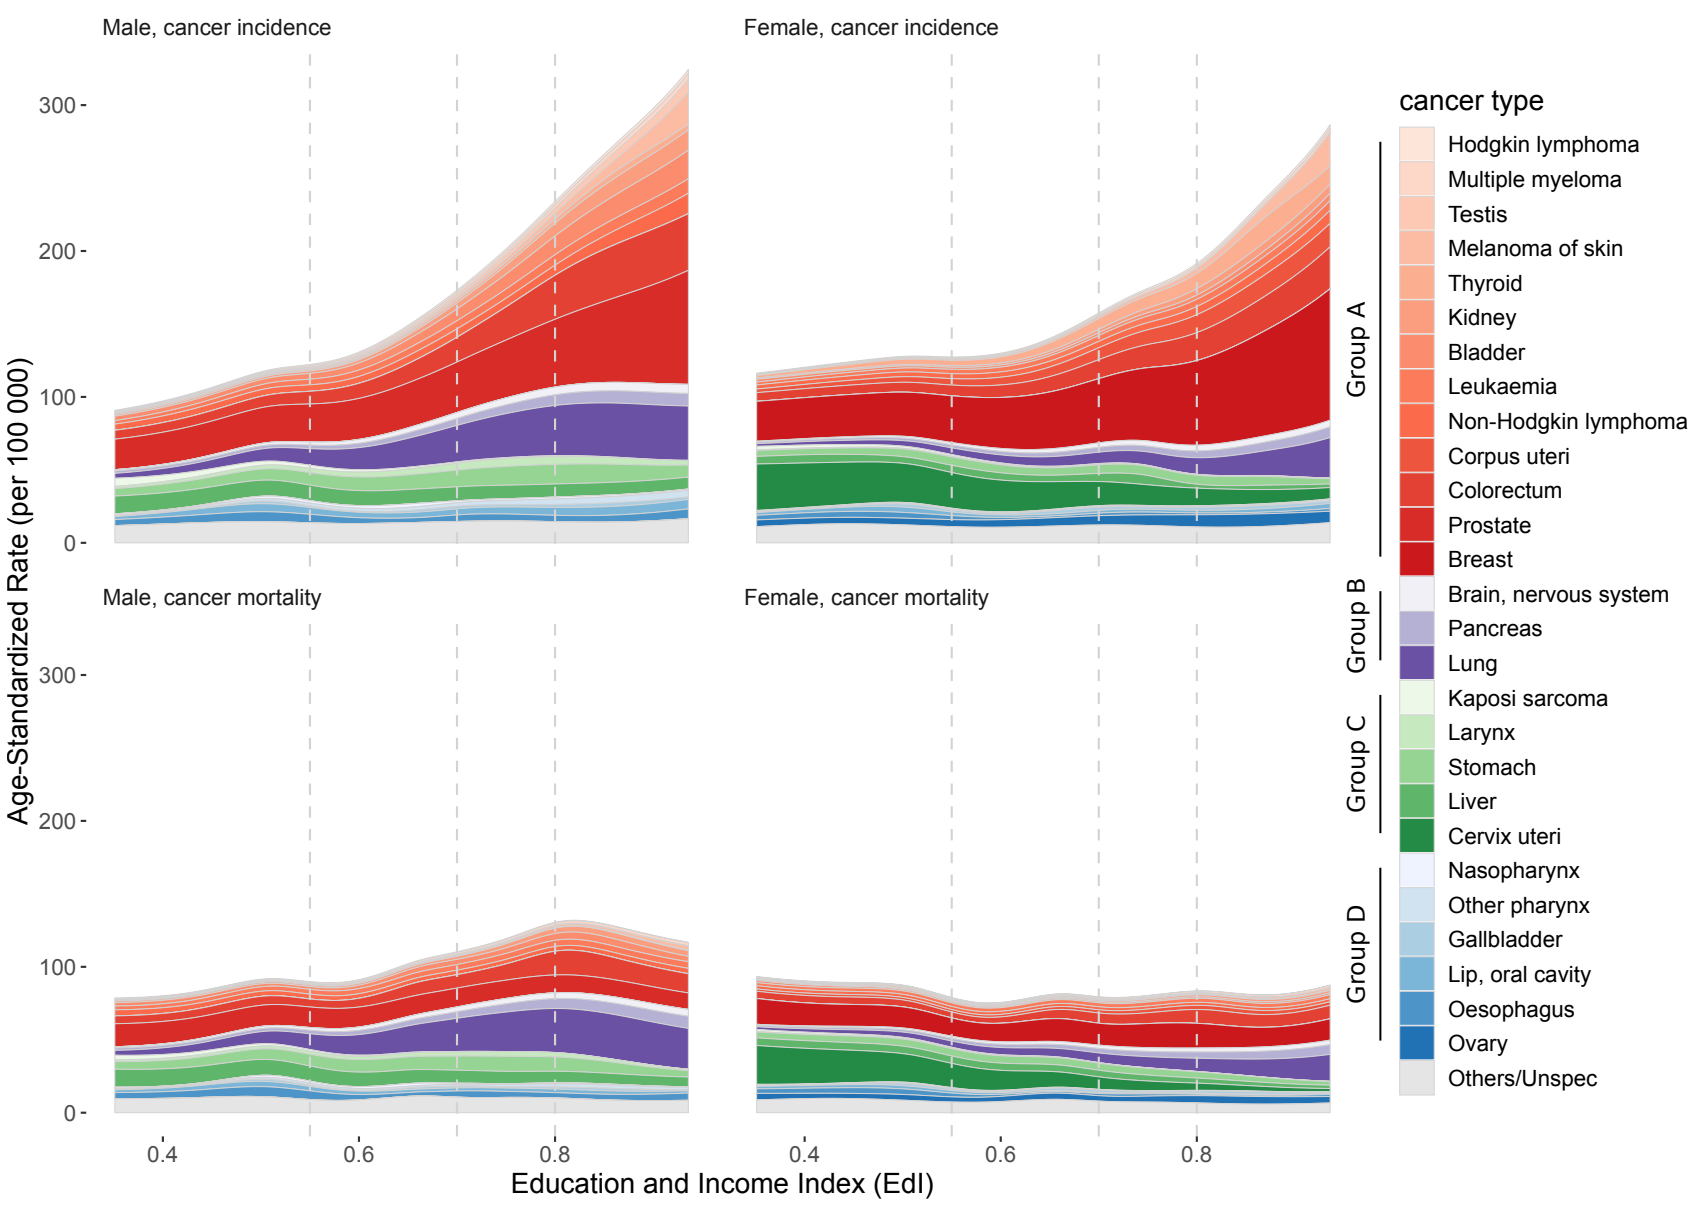 Male, cancer incidence
Female, cancer incidence
300
200
100
0
Male, cancer mortality
Female, cancer mortality
300
200
100
0
0.4
0.6
0.8
0.4
0.6
0.8
Age-Standardized Rate (per 100 000)
Education and Income Index (EdI)
cancer type
Group A
Hodgkin lymphoma
Multiple myeloma
Testis
Melanoma of skin
Thyroid
Kidney
Bladder
Leukaemia
Non-Hodgkin lymphoma
Corpus uteri
Colorectum
Prostate
Breast
Group B
Brain, nervous system
Pancreas
Lung
Group C
Kaposi sarcoma
Larynx
Stomach
Liver
Cervix uteri
Group D
Nasopharynx
Other pharynx
Gallbladder
Lip, oral cavity
Oesophagus
Ovary
Others/Unspec